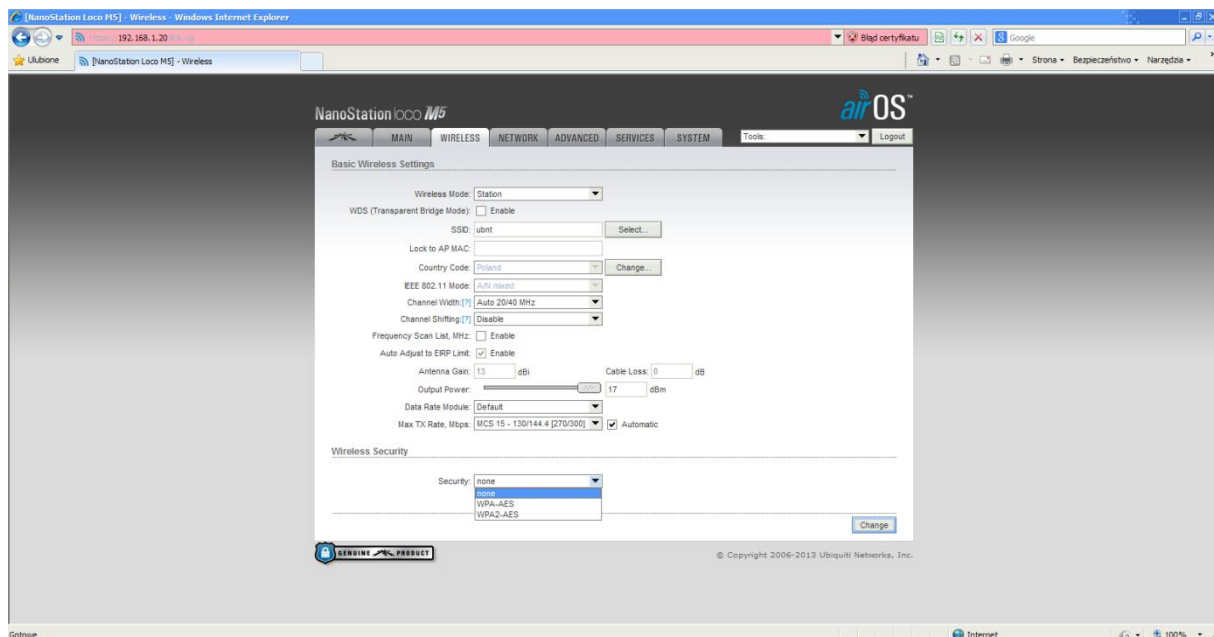 [NanoStation Loco M5] - Wireless - Windows Internet Explorer
192.168.1.20
Błąd certyfikatu
Google
Ulubione
[NanoStation Loco M5] - Wireless
Strona
Bezpieczeństwo
Narzędzia
NanoStation loco M5
airOS™
MAIN
WIRELESS
NETWORK
ADVANCED
SERVICES
SYSTEM
Tools:
Logout
Basic Wireless Settings
Wireless Mode: Station
WDS (Transparent Bridge Mode): Enable
SSID: ubnt Select...
Lock to AP MAC:
Country Code: Poland Change...
IEEE 802.11 Mode: A/N mixed
Channel Width:[?] Auto 20/40 MHz
Channel Shifting:[?] Disable
Frequency Scan List, MHz: Enable
Auto Adjust to EIRP Limit: Enable
Antenna Gain: 13 dBi Cable Loss: 0 dB
Output Power: 17 dBm
Data Rate Module: Default
Max TX Rate, Mbps: MCS 15 - 130/144.4 [270/300] Automatic
Wireless Security
Security: none
none
WPA-AES
WPA2-AES
Change
GENUINE PRODUCT
© Copyright 2006-2013 Ubiquiti Networks, Inc.
Gotowe
Internet
100%